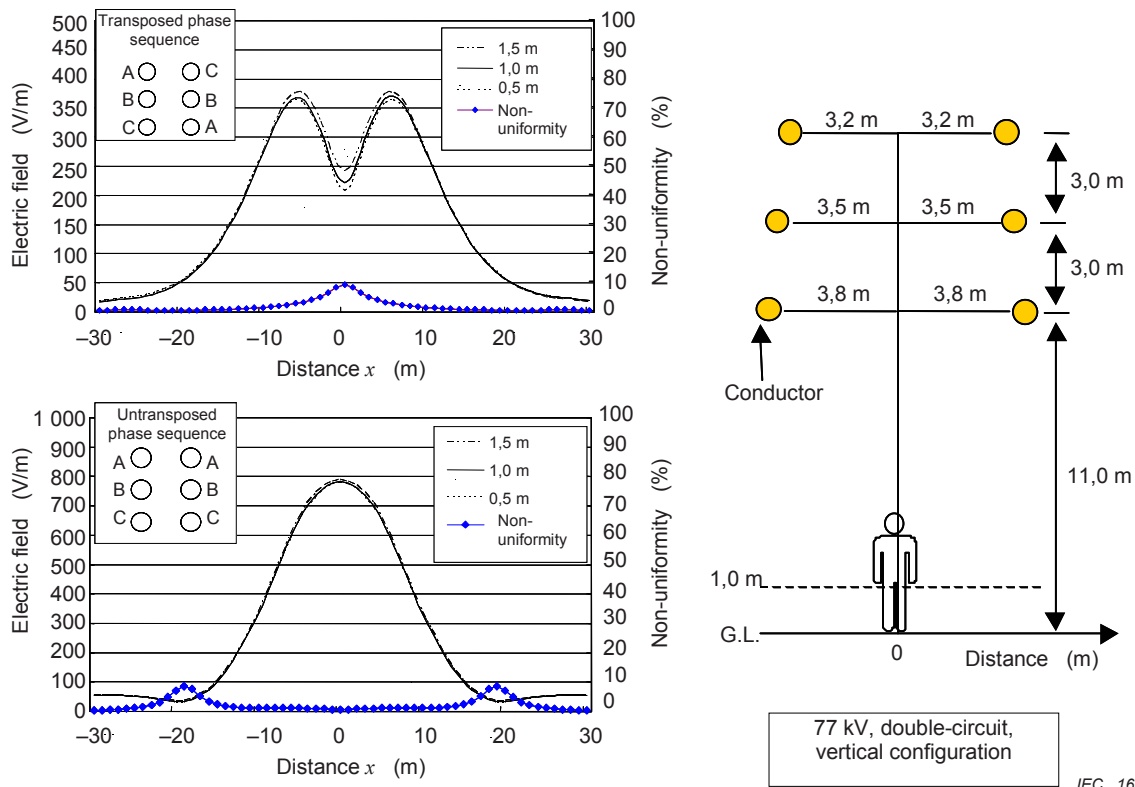 Transposed phase
sequence
A C
B B
C A
1,5 m
1,0 m
0,5 m
Non-
uniformity
500
450
400
350
300
250
200
150
100
50
0
Electric field (V/m)
100
90
80
70
60
50
40
30
20
10
0
Non-uniformity (%)
–30 –20 –10 0 10 20 30
Distance x (m)
Untransposed
phase sequence
A A
B B
C C
1,5 m
1,0 m
0,5 m
Non-
uniformity
1 000
900
800
700
600
500
400
300
200
100
0
Electric field (V/m)
100
90
80
70
60
50
40
30
20
10
0
Non-uniformity (%)
–30 –20 –10 0 10 20 30
Distance x (m)
3,2 m 3,2 m
3,0 m
3,5 m 3,5 m
3,0 m
3,8 m 3,8 m
Conductor
11,0 m
1,0 m
G.L.
0 Distance (m)
77 kV, double-circuit,
vertical configuration
IEC 16